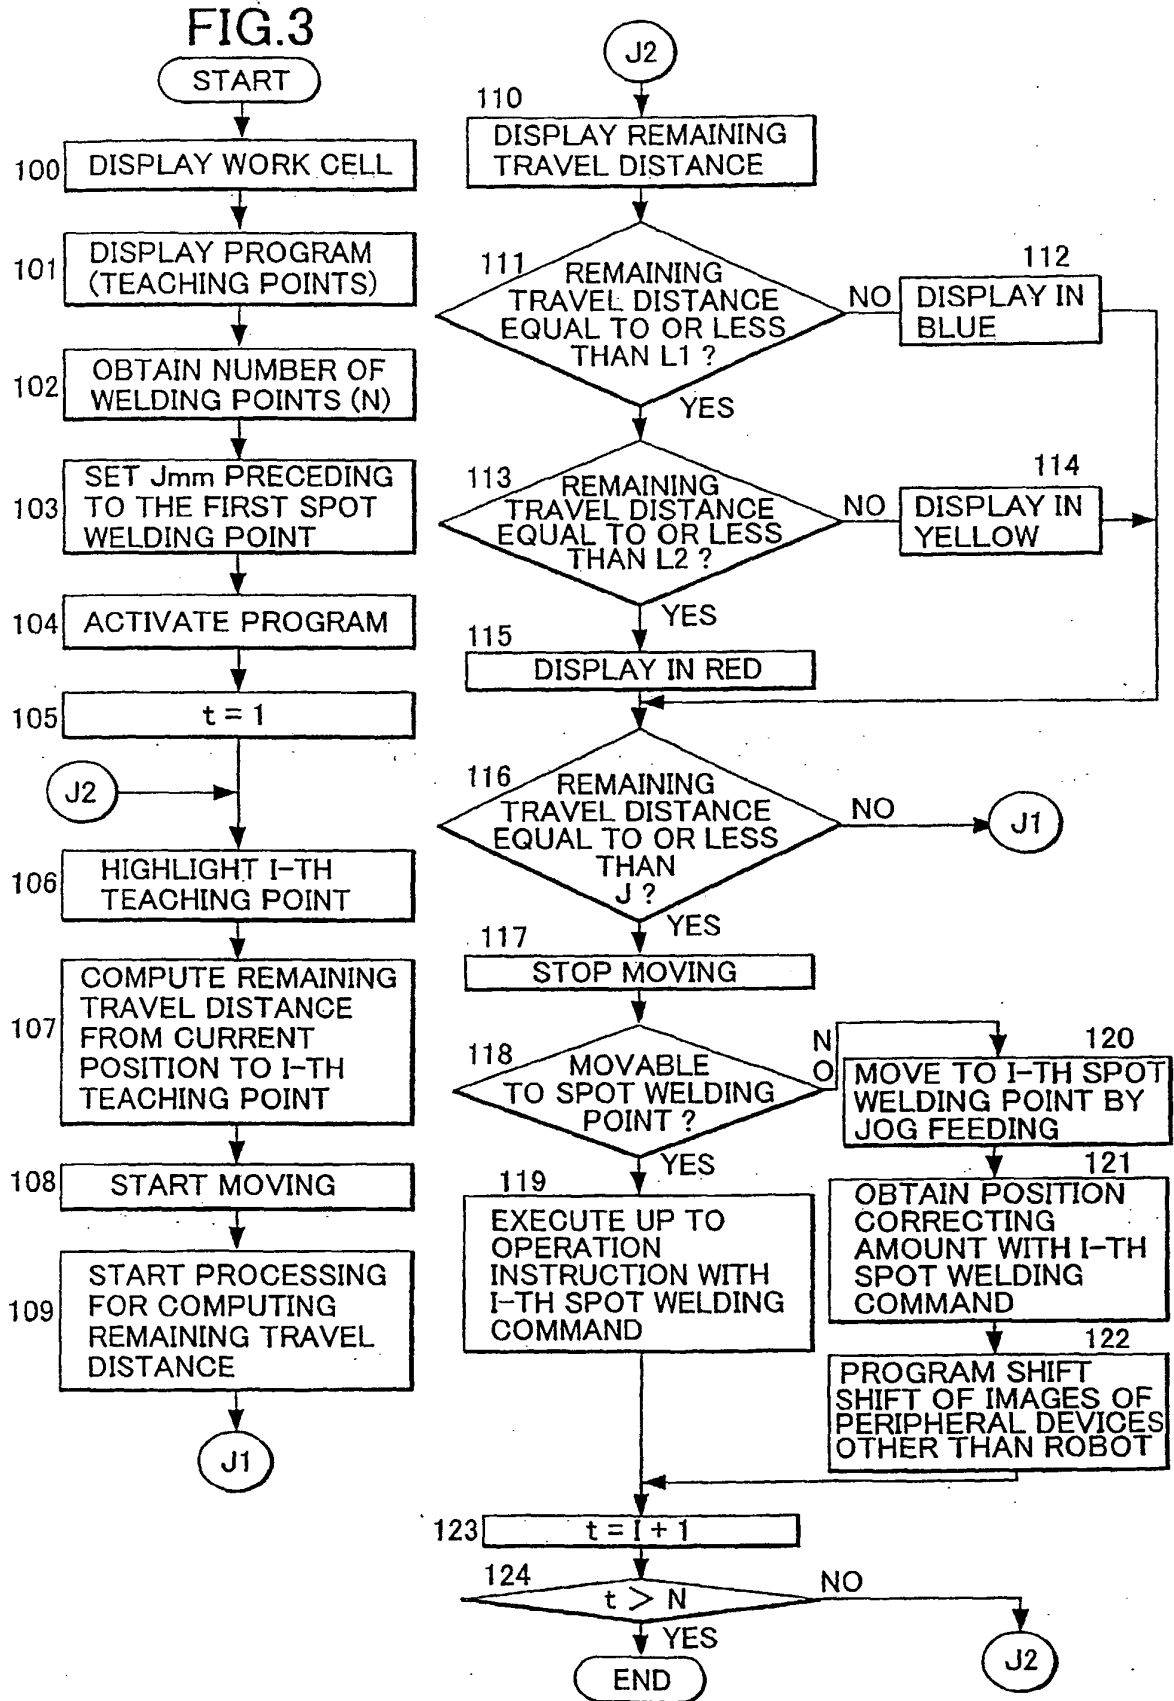 FIG.3
START
100
DISPLAY WORK CELL
101
DISPLAY PROGRAM
(TEACHING POINTS)
102
OBTAIN NUMBER OF
WELDING POINTS (N)
103
SET Jmm PRECEDING
TO THE FIRST SPOT
WELDING POINT
104
ACTIVATE PROGRAM
105
t = 1
J2
106
HIGHLIGHT I-TH
TEACHING POINT
107
COMPUTE REMAINING
TRAVEL DISTANCE
FROM CURRENT
POSITION TO I-TH
TEACHING POINT
108
START MOVING
109
START PROCESSING
FOR COMPUTING
REMAINING TRAVEL
DISTANCE
J1
J2
110
DISPLAY REMAINING
TRAVEL DISTANCE
111
REMAINING
TRAVEL DISTANCE
EQUAL TO OR LESS
THAN L1 ?
NO
112
DISPLAY IN
BLUE
YES
113
REMAINING
TRAVEL DISTANCE
EQUAL TO OR LESS
THAN L2 ?
NO
114
DISPLAY IN
YELLOW
YES
115
DISPLAY IN RED
116
REMAINING
TRAVEL DISTANCE
EQUAL TO OR LESS
THAN
J ?
NO
J1
YES
117
STOP MOVING
118
MOVABLE
TO SPOT WELDING
POINT ?
NO
120
MOVE TO I-TH SPOT
WELDING POINT BY
JOG FEEDING
YES
119
EXECUTE UP TO
OPERATION
INSTRUCTION WITH
I-TH SPOT WELDING
COMMAND
121
OBTAIN POSITION
CORRECTING
AMOUNT WITH I-TH
SPOT WELDING
COMMAND
122
PROGRAM SHIFT
SHIFT OF IMAGES OF
PERIPHERAL DEVICES
OTHER THAN ROBOT
123
t = I + 1
124
t > N
NO
J2
YES
END